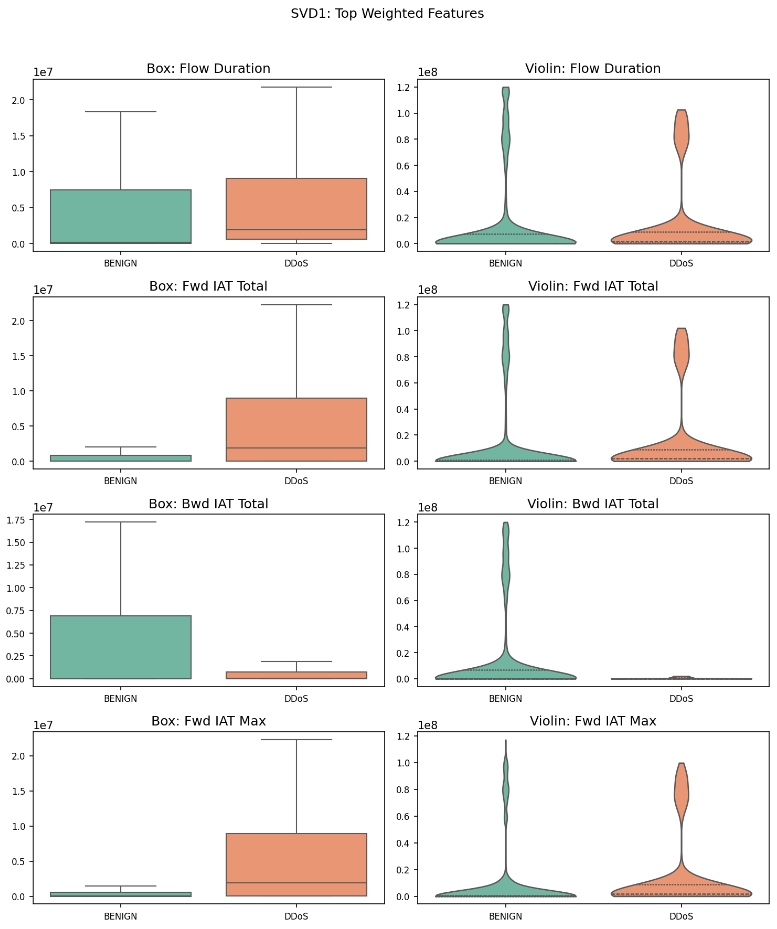 SVD1: Top Weighted Features
Box: Flow Duration
1e7
2.0
1.5
1.0
0.5
0.0
BENIGN DDoS
Violin: Flow Duration
1e8
1.2
1.0
0.8
0.6
0.4
0.2
0.0
BENIGN DDoS
Box: Fwd IAT Total
1e7
2.0
1.5
1.0
0.5
0.0
BENIGN DDoS
Violin: Fwd IAT Total
1e8
1.2
1.0
0.8
0.6
0.4
0.2
0.0
BENIGN DDoS
Box: Bwd IAT Total
1e7
1.75
1.50
1.25
1.00
0.75
0.50
0.25
0.00
BENIGN DDoS
Violin: Bwd IAT Total
1e8
1.2
1.0
0.8
0.6
0.4
0.2
0.0
BENIGN DDoS
Box: Fwd IAT Max
1e7
2.0
1.5
1.0
0.5
0.0
BENIGN DDoS
Violin: Fwd IAT Max
1e8
1.2
1.0
0.8
0.6
0.4
0.2
0.0
BENIGN DDoS